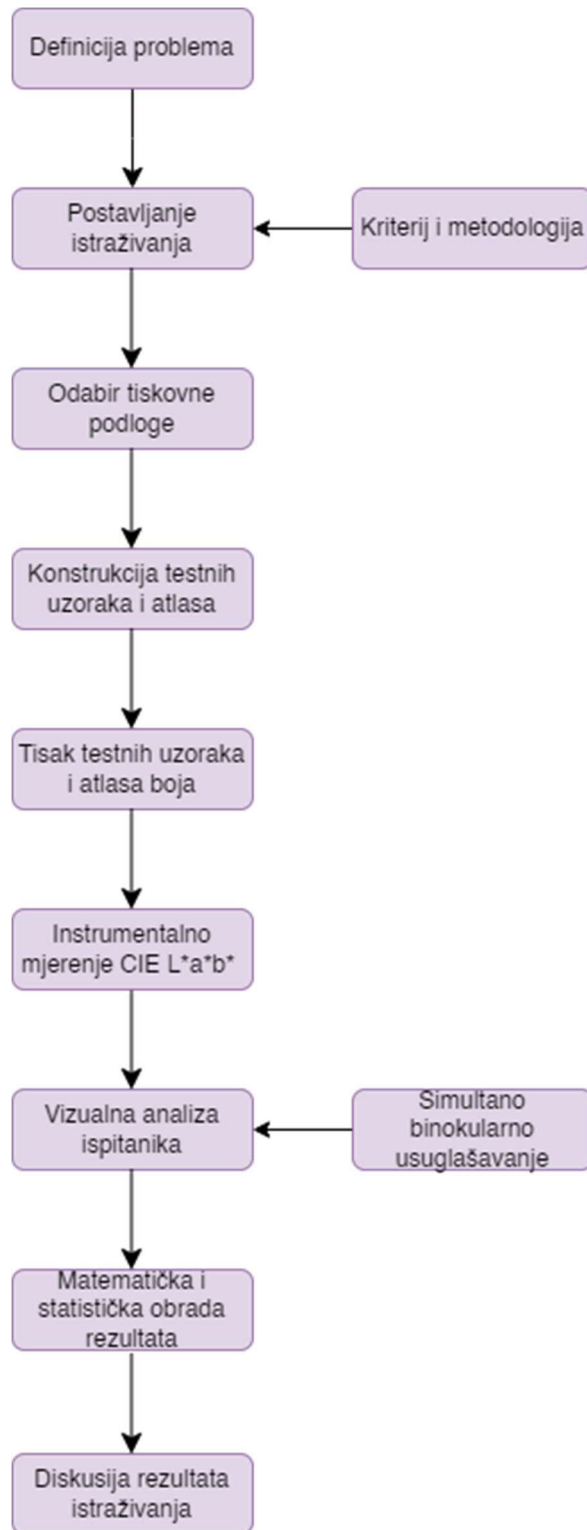 Definicija problema
Postavljanje
istraživanja
Kriterij i metodologija
Odabir tiskovne
podloge
Konstrukcija testnih
uzoraka i atlasa
Tisak testnih uzoraka
i atlasa boja
Instrumentalno
mjerenje CIE L*a*b*
Vizualna analiza
ispitanika
Simultano
binokularno
usuglašavanje
Matematička i
statistička obrada
rezultata
Diskusija rezultata
istraživanja